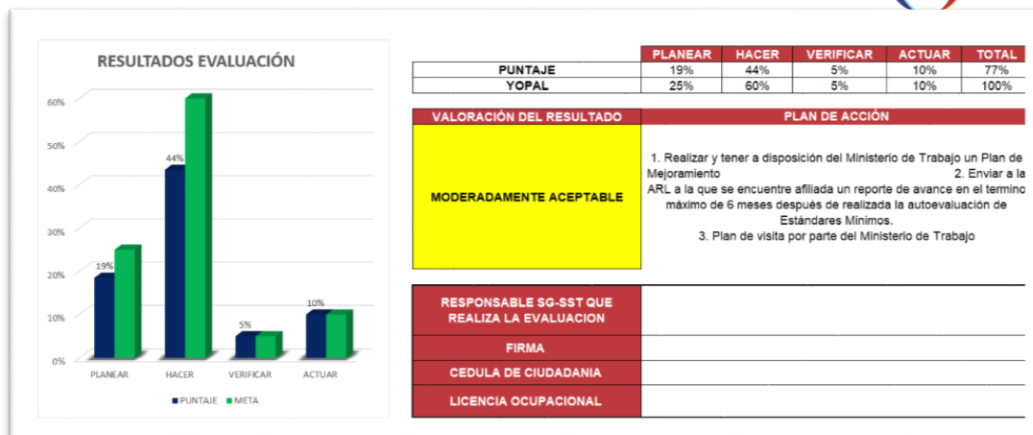 RESULTADOS EVALUACIÓN
60%
50%
40%
30%
20%
10%
0%
19%
44%
5%
10%
PLANEAR HACER VERIFICAR ACTUAR
PUNTAJE META
PLANEAR HACER VERIFICAR ACTUAR TOTAL
PUNTAJE 19% 44% 5% 10% 77%
YOPAL 25% 60% 5% 10% 100%
VALORACIÓN DEL RESULTADO PLAN DE ACCIÓN
MODERADAMENTE ACEPTABLE
1. Realizar y tener a disposición del Ministerio de Trabajo un Plan de
Mejoramiento 2. Enviar a la
ARL a la que se encuentre afiliada un reporte de avance en el termino
máximo de 6 meses después de realizada la autoevaluación de
Estándares Mínimos.
3. Plan de visita por parte del Ministerio de Trabajo
RESPONSABLE SG-SST QUE
REALIZA LA EVALUACION
FIRMA
CEDULA DE CIUDADANIA
LICENCIA OCUPACIONAL